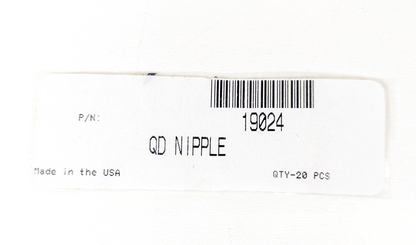 P/N: 19024
QD NIPPLE
Made in the USA QTY-20 PCS